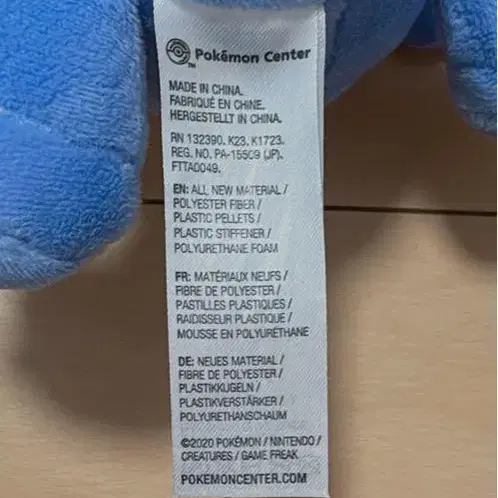 Pokémon Center
TM
MADE IN CHINA.
FABRIQUÉ EN CHINE.
HERGESTELLT IN CHINA.
RN 132390. K23. K1723.
REG. NO. PA-15509 (JP).
FTTA0049.
EN: ALL NEW MATERIAL /
POLYESTER FIBER /
PLASTIC PELLETS /
PLASTIC STIFFENER /
POLYURETHANE FOAM
FR: MATÉRIAUX NEUFS /
FIBRE DE POLYESTER /
PASTILLES PLASTIQUES /
RAIDISSEUR PLASTIQUE /
MOUSSE EN POLYURÉTHANE
DE: NEUES MATERIAL /
FIBRE DE POLYESTER /
PLASTIKKUGELN /
PLASTIKVERSTÄRKER /
POLYURETHANSCHAUM
©2020 POKÉMON / NINTENDO /
CREATURES / GAME FREAK
POKEMONCENTER.COM